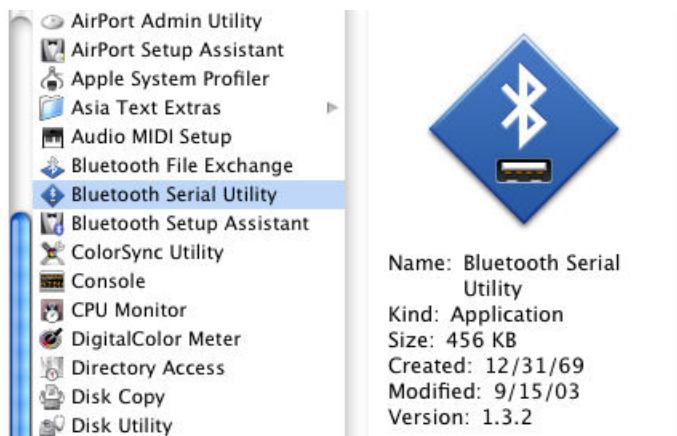 AirPort Admin Utility
AirPort Setup Assistant
Apple System Profiler
Asia Text Extras
Audio MIDI Setup
Bluetooth File Exchange
Bluetooth Serial Utility
Bluetooth Setup Assistant
ColorSync Utility
Console
CPU Monitor
DigitalColor Meter
Directory Access
Disk Copy
Disk Utility
Name: Bluetooth Serial
Utility
Kind: Application
Size: 456 KB
Created: 12/31/69
Modified: 9/15/03
Version: 1.3.2